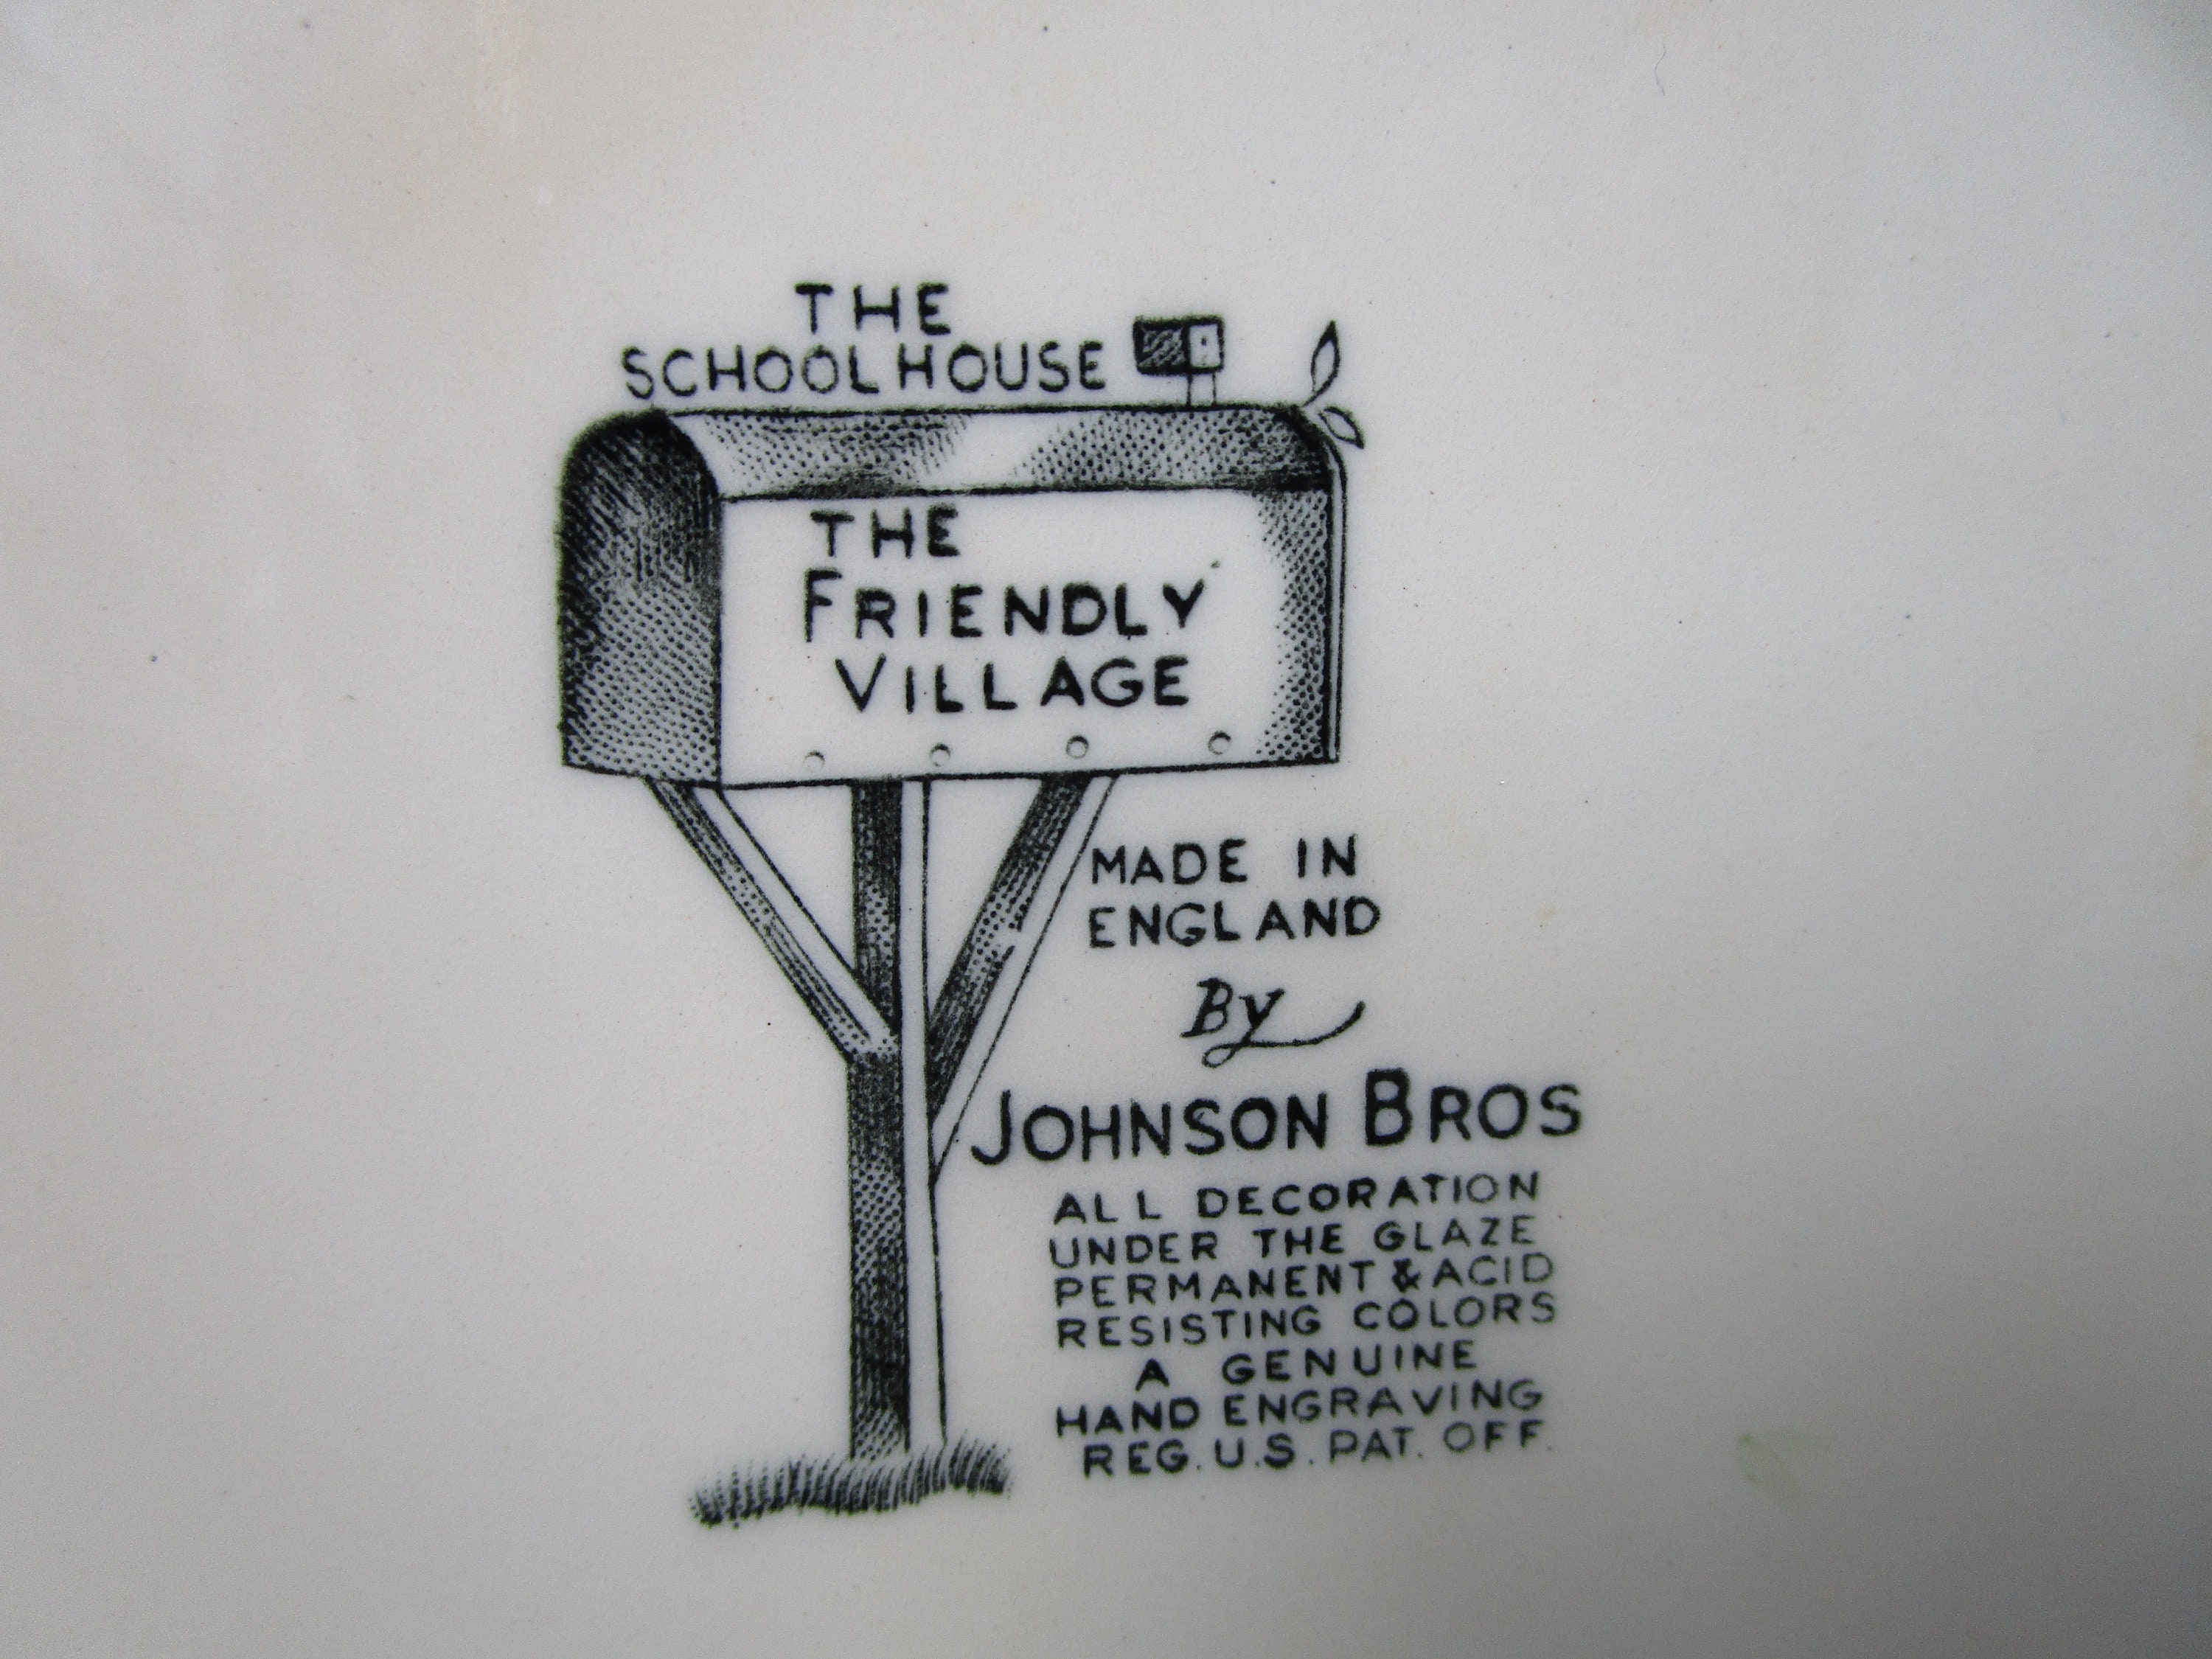 THE
SCHOOLHOUSE
THE
FRIENDLY
VILLAGE
MADE IN
ENGLAND
By
JOHNSON BROS
ALL DECORATION
UNDER THE GLAZE
PERMANENT & ACID
RESISTING COLORS
A GENUINE
HAND ENGRAVING
REG. U.S. PAT. OFF.